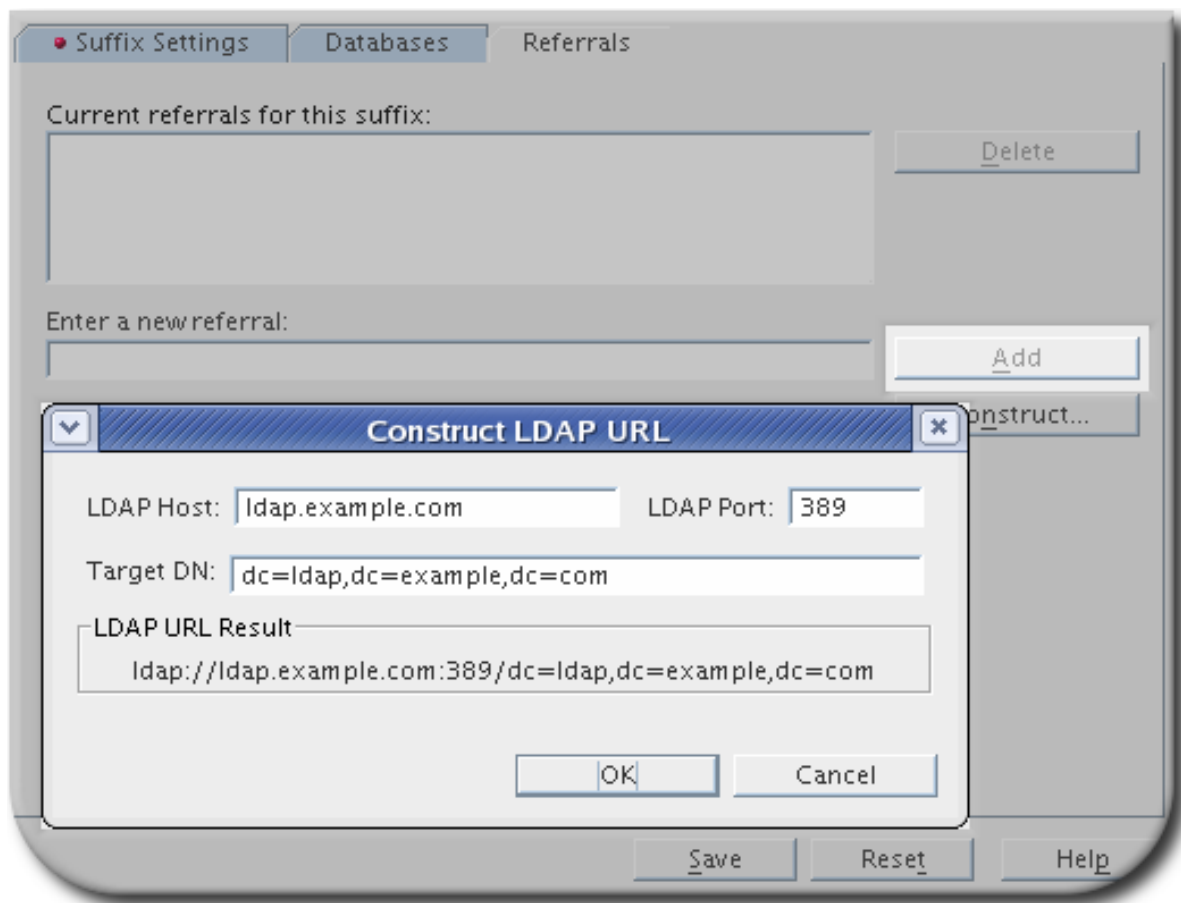 Suffix Settings Databases Referrals
Current referrals for this suffix:
Delete
Enter a new referral:
Add
onstruct...
Construct LDAP URL
LDAP Host: ldap.example.com LDAP Port: 389
Target DN: dc=ldap,dc=example,dc=com
LDAP URL Result
ldap://ldap.example.com:389/dc=ldap,dc=example,dc=com
OK Cancel
Save Reset Help